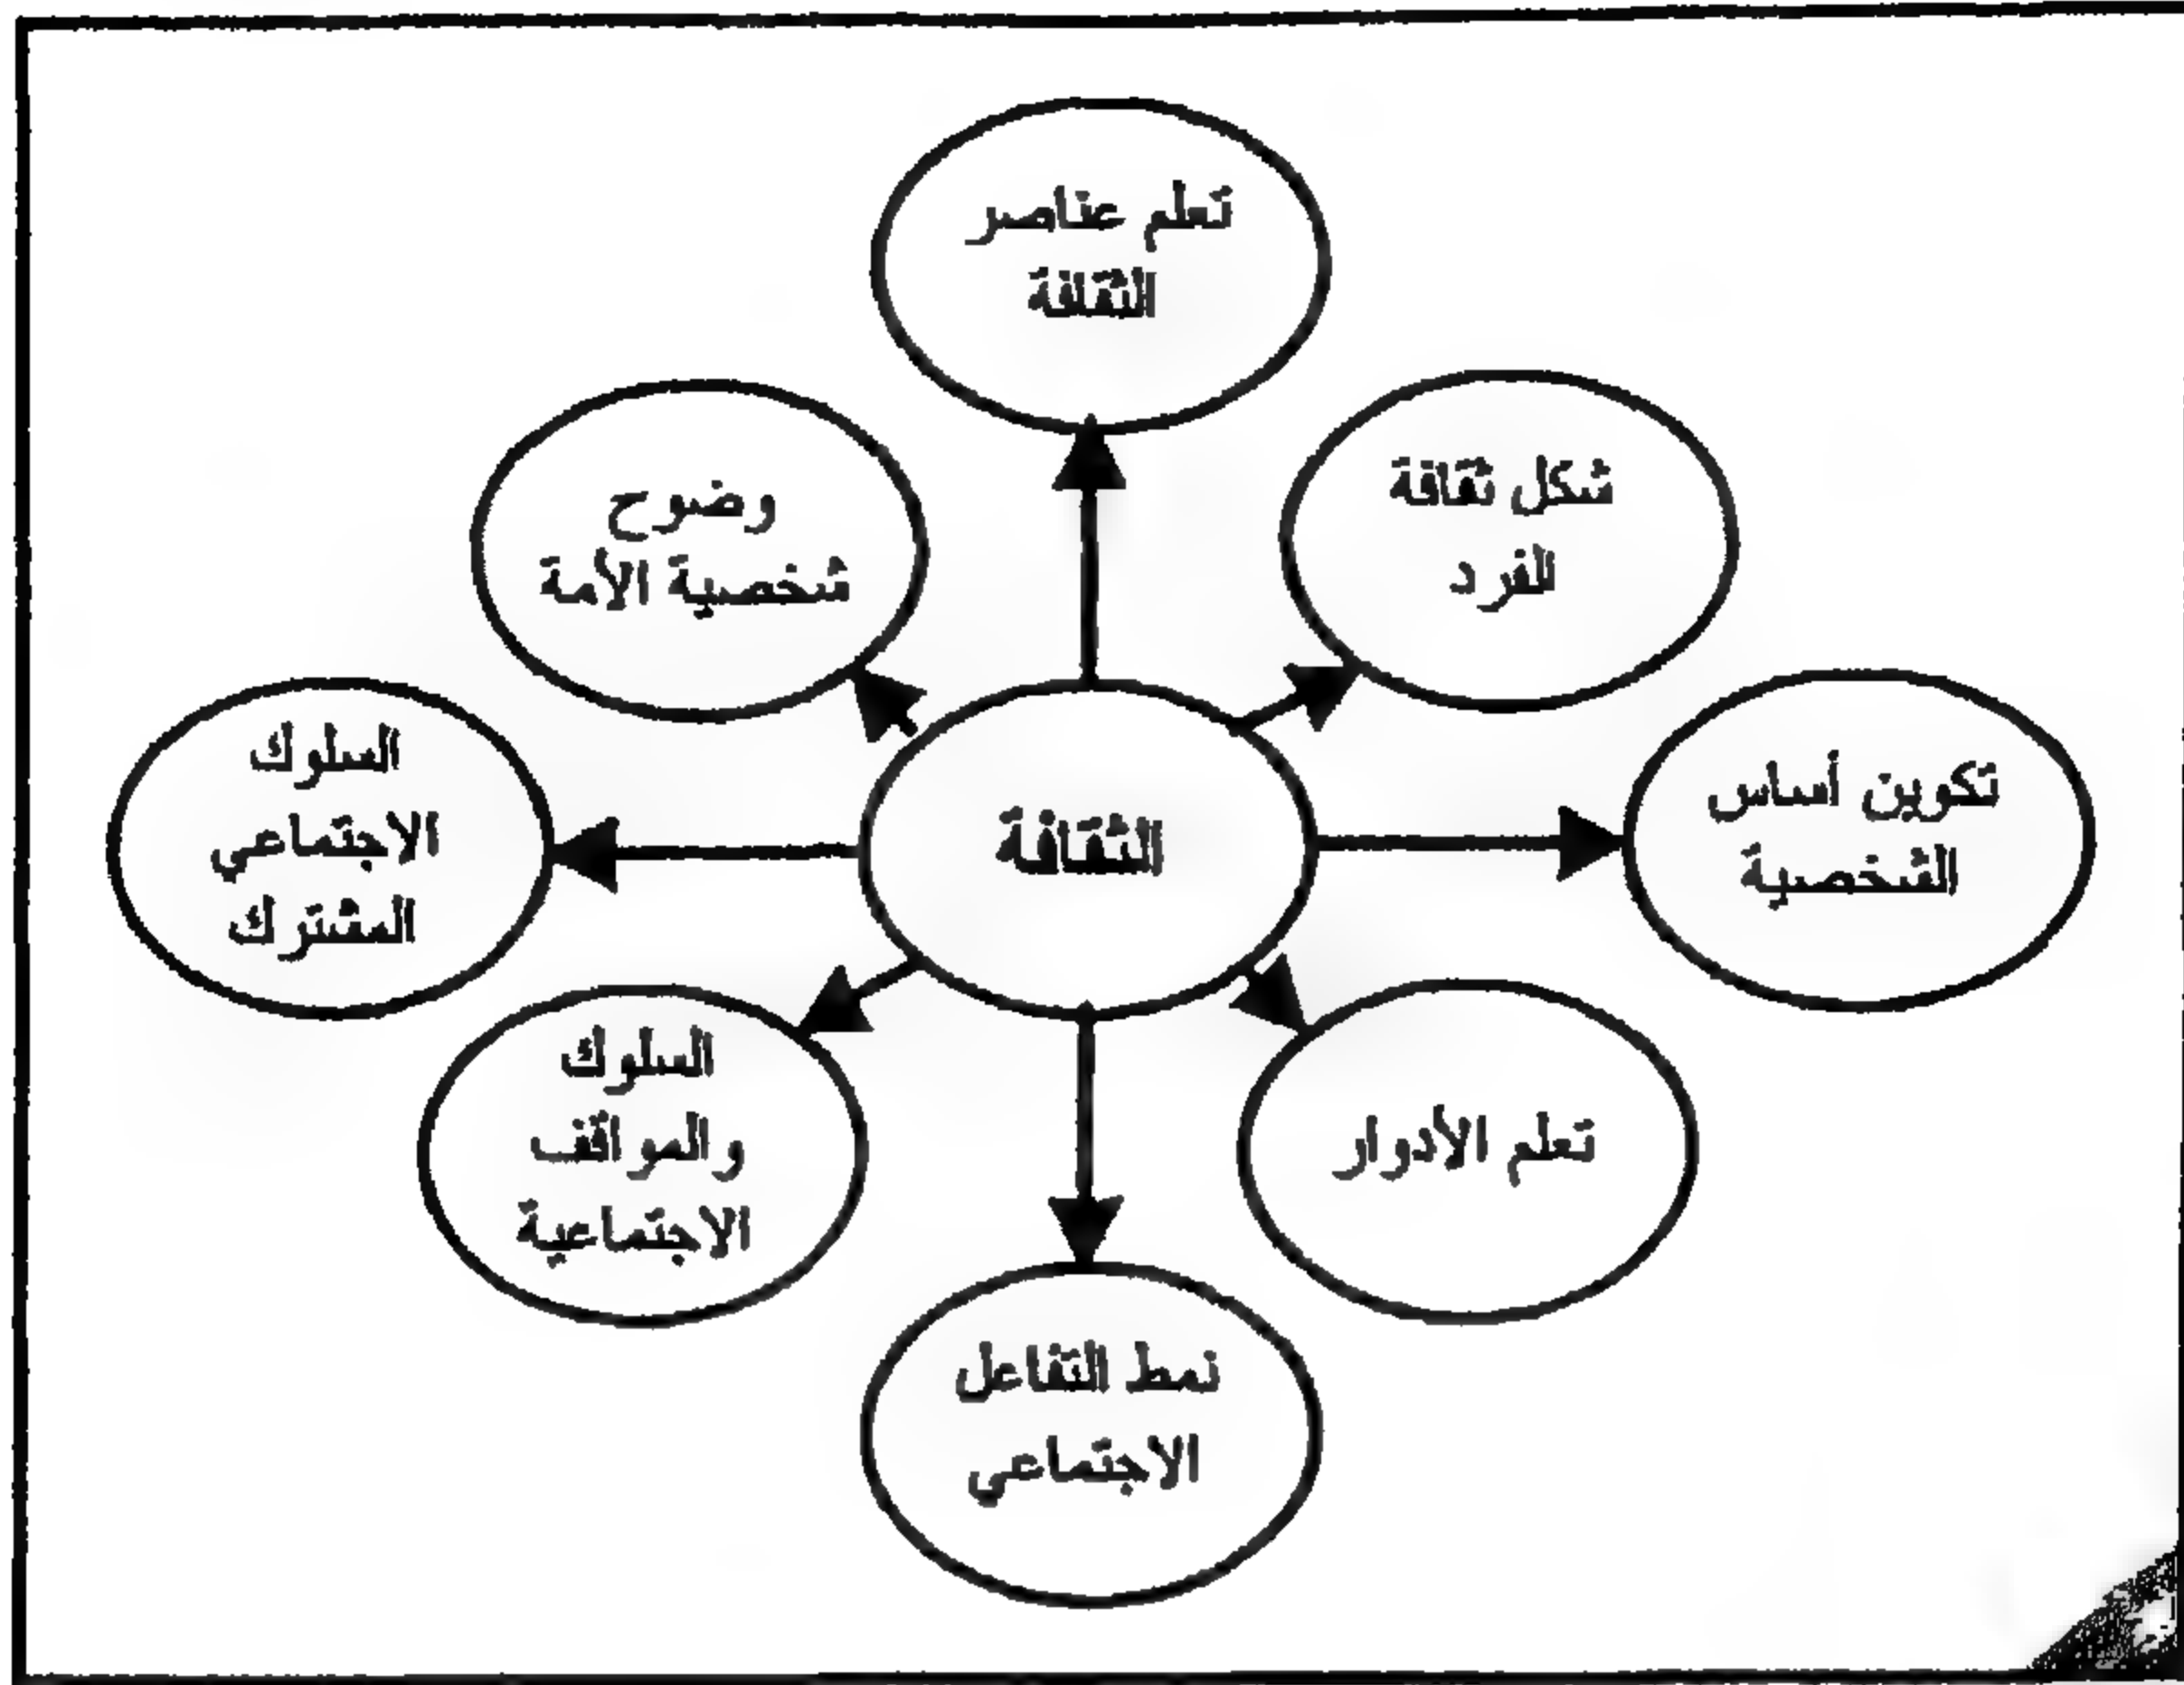 تعلم عناصر
الثقافة
شكل ثقافة
للفرد
وضوح
شخصية الأمة
تكوين أساس
الشخصية
الثقافة
السلوك
الاجتماعي
المشترك
تعلم الأدوار
السلوك
والمواقف
الاجتماعية
نمط التفاعل
الاجتماعي